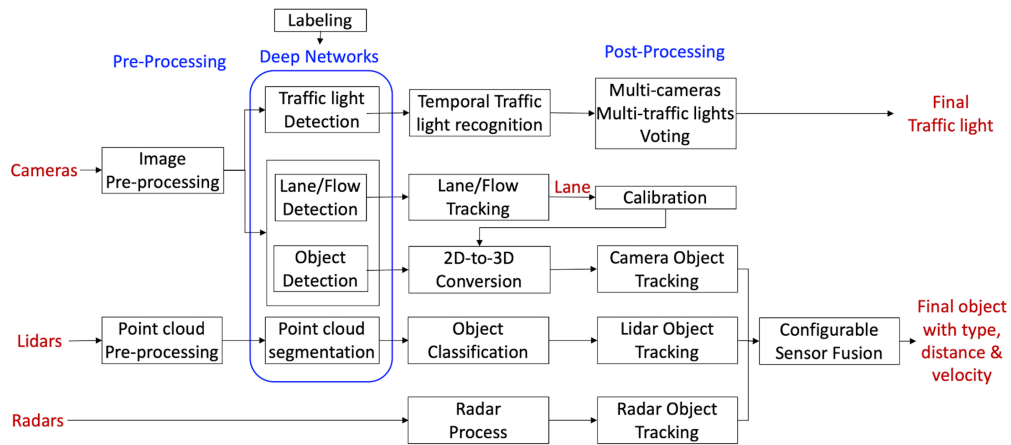 Labeling
Pre-Processing
Deep Networks
Post-Processing
Traffic light
Detection
Temporal Traffic
light recognition
Multi-cameras
Multi-traffic lights
Voting
Final
Traffic light
Cameras
Image
Pre-processing
Lane/Flow
Detection
Lane/Flow
Tracking
Lane
Calibration
Object
Detection
2D-to-3D
Conversion
Camera Object
Tracking
Lidars
Point cloud
Pre-processing
Point cloud
segmentation
Object
Classification
Lidar Object
Tracking
Configurable
Sensor Fusion
Final object
with type,
distance &
velocity
Radars
Radar
Process
Radar Object
Tracking